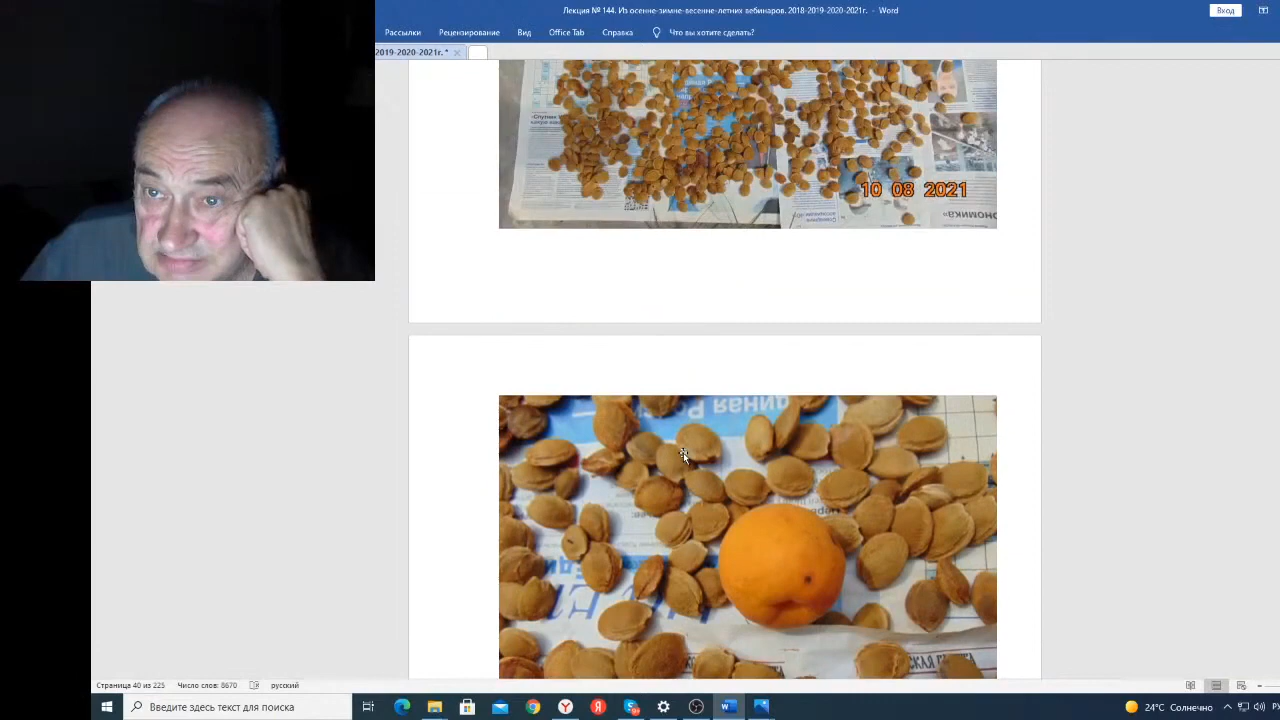 Лекция № 144. Из осенне-зимне-весенне-летних вебинаров. 2018-2019-2020-2021г. - Word
Вход
Рассылки Рецензирование Вид Office Tab Справка Что вы хотите сделать?
2019-2020-2021г. *
10 08 2021
Страница 40 из 225 Число слов: 8670 русский
Введите здесь текст для поиска
24°C Солнечно